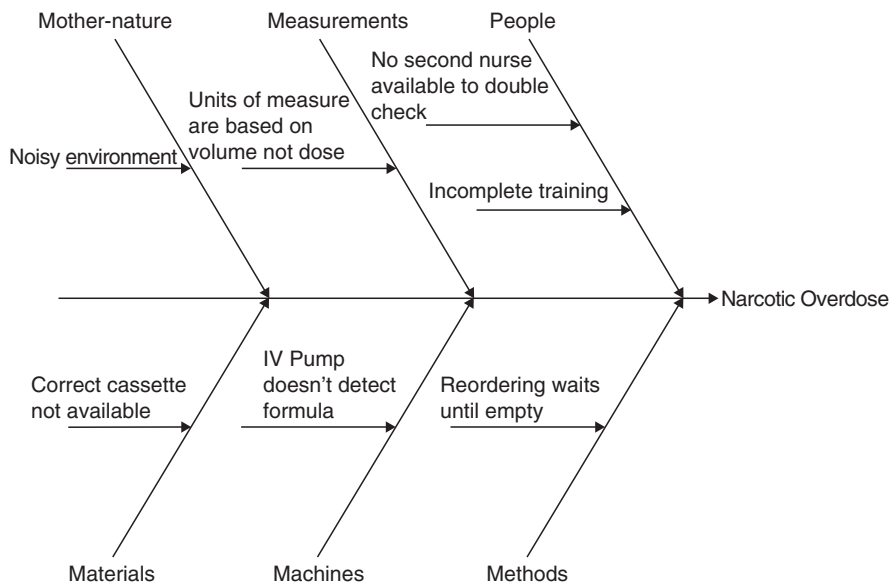 Mother-nature
Measurements
People
No second nurse
available to double
check
Units of measure
are based on
volume not dose
Noisy environment
Incomplete training
Narcotic Overdose
Correct cassette
not available
IV Pump
doesn’t detect
formula
Reordering waits
until empty
Materials
Machines
Methods